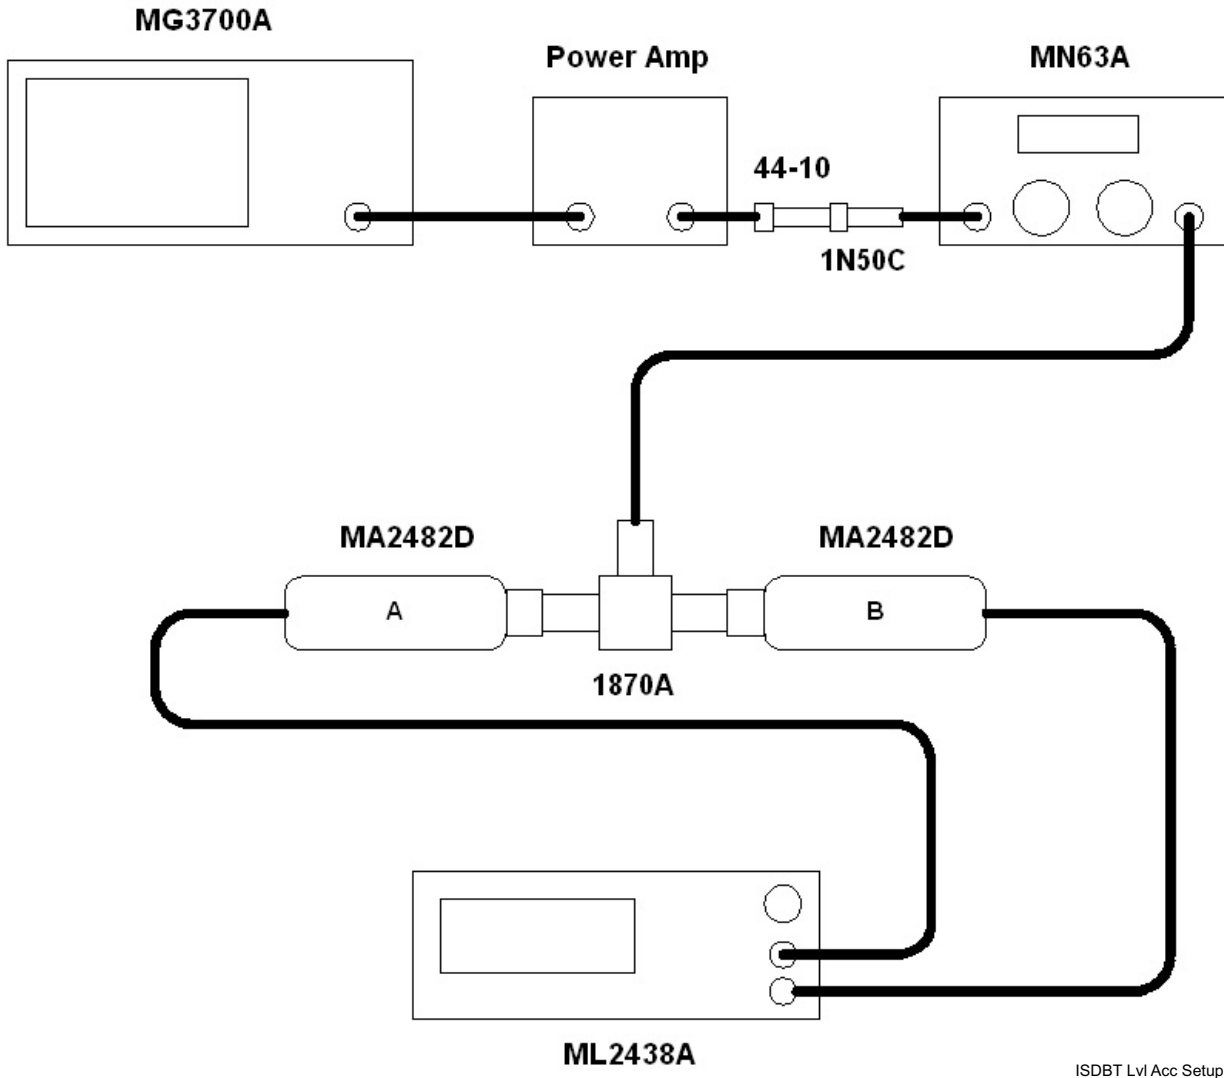 MG3700A
Power Amp
MN63A
44-10
1N50C
MA2482D
MA2482D
A
B
1870A
ML2438A
ISDBT Lvl Acc Setup